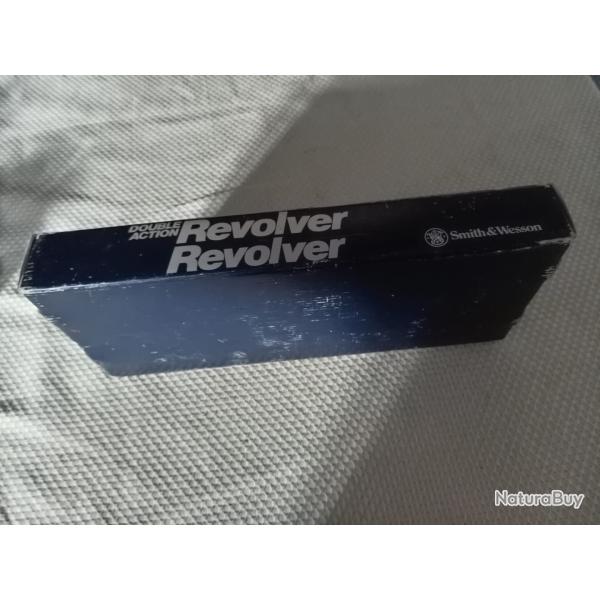 DOUBLE
ACTION Revolver
Revolver
Smith & Wesson
NaturaBuy